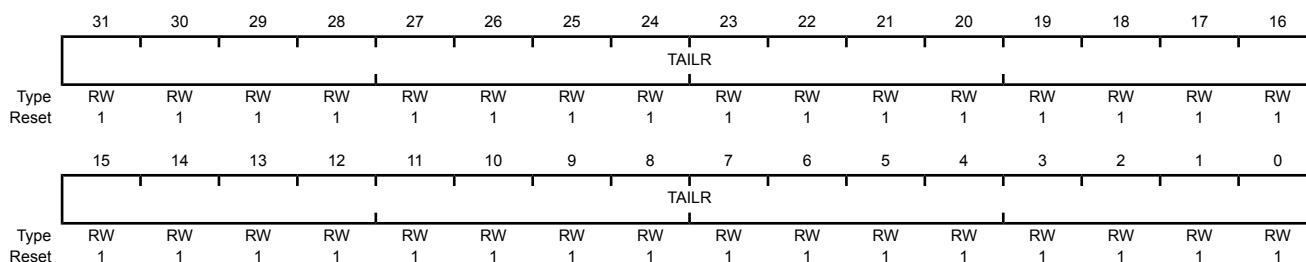 31 30 29 28 27 26 25 24 23 22 21 20 19 18 17 16
TAILR
Type RW RW RW RW RW RW RW RW RW RW RW RW RW RW RW RW
Reset 1 1 1 1 1 1 1 1 1 1 1 1 1 1 1 1
15 14 13 12 11 10 9 8 7 6 5 4 3 2 1 0
TAILR
Type RW RW RW RW RW RW RW RW RW RW RW RW RW RW RW RW
Reset 1 1 1 1 1 1 1 1 1 1 1 1 1 1 1 1